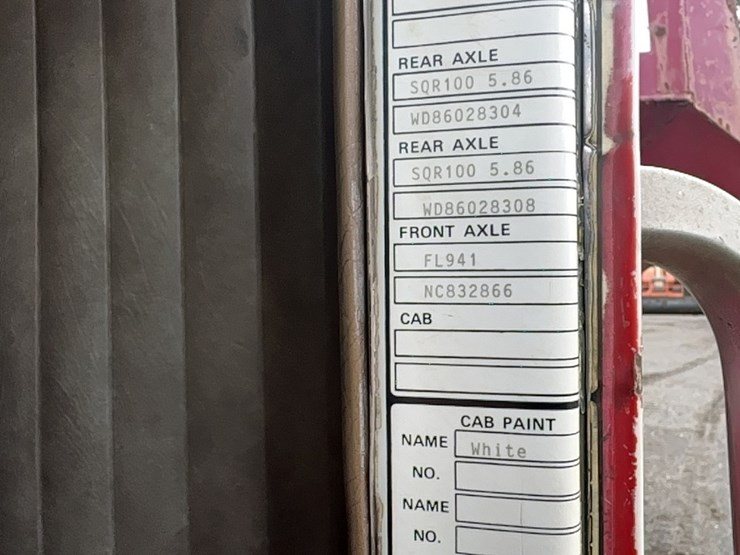 REAR AXLE
SQR100 5.86
WD86028304
REAR AXLE
SQR100 5.86
WD86028308
FRONT AXLE
FL941
NC832866
CAB
CAB PAINT
NAME White
NO.
NAME
NO.